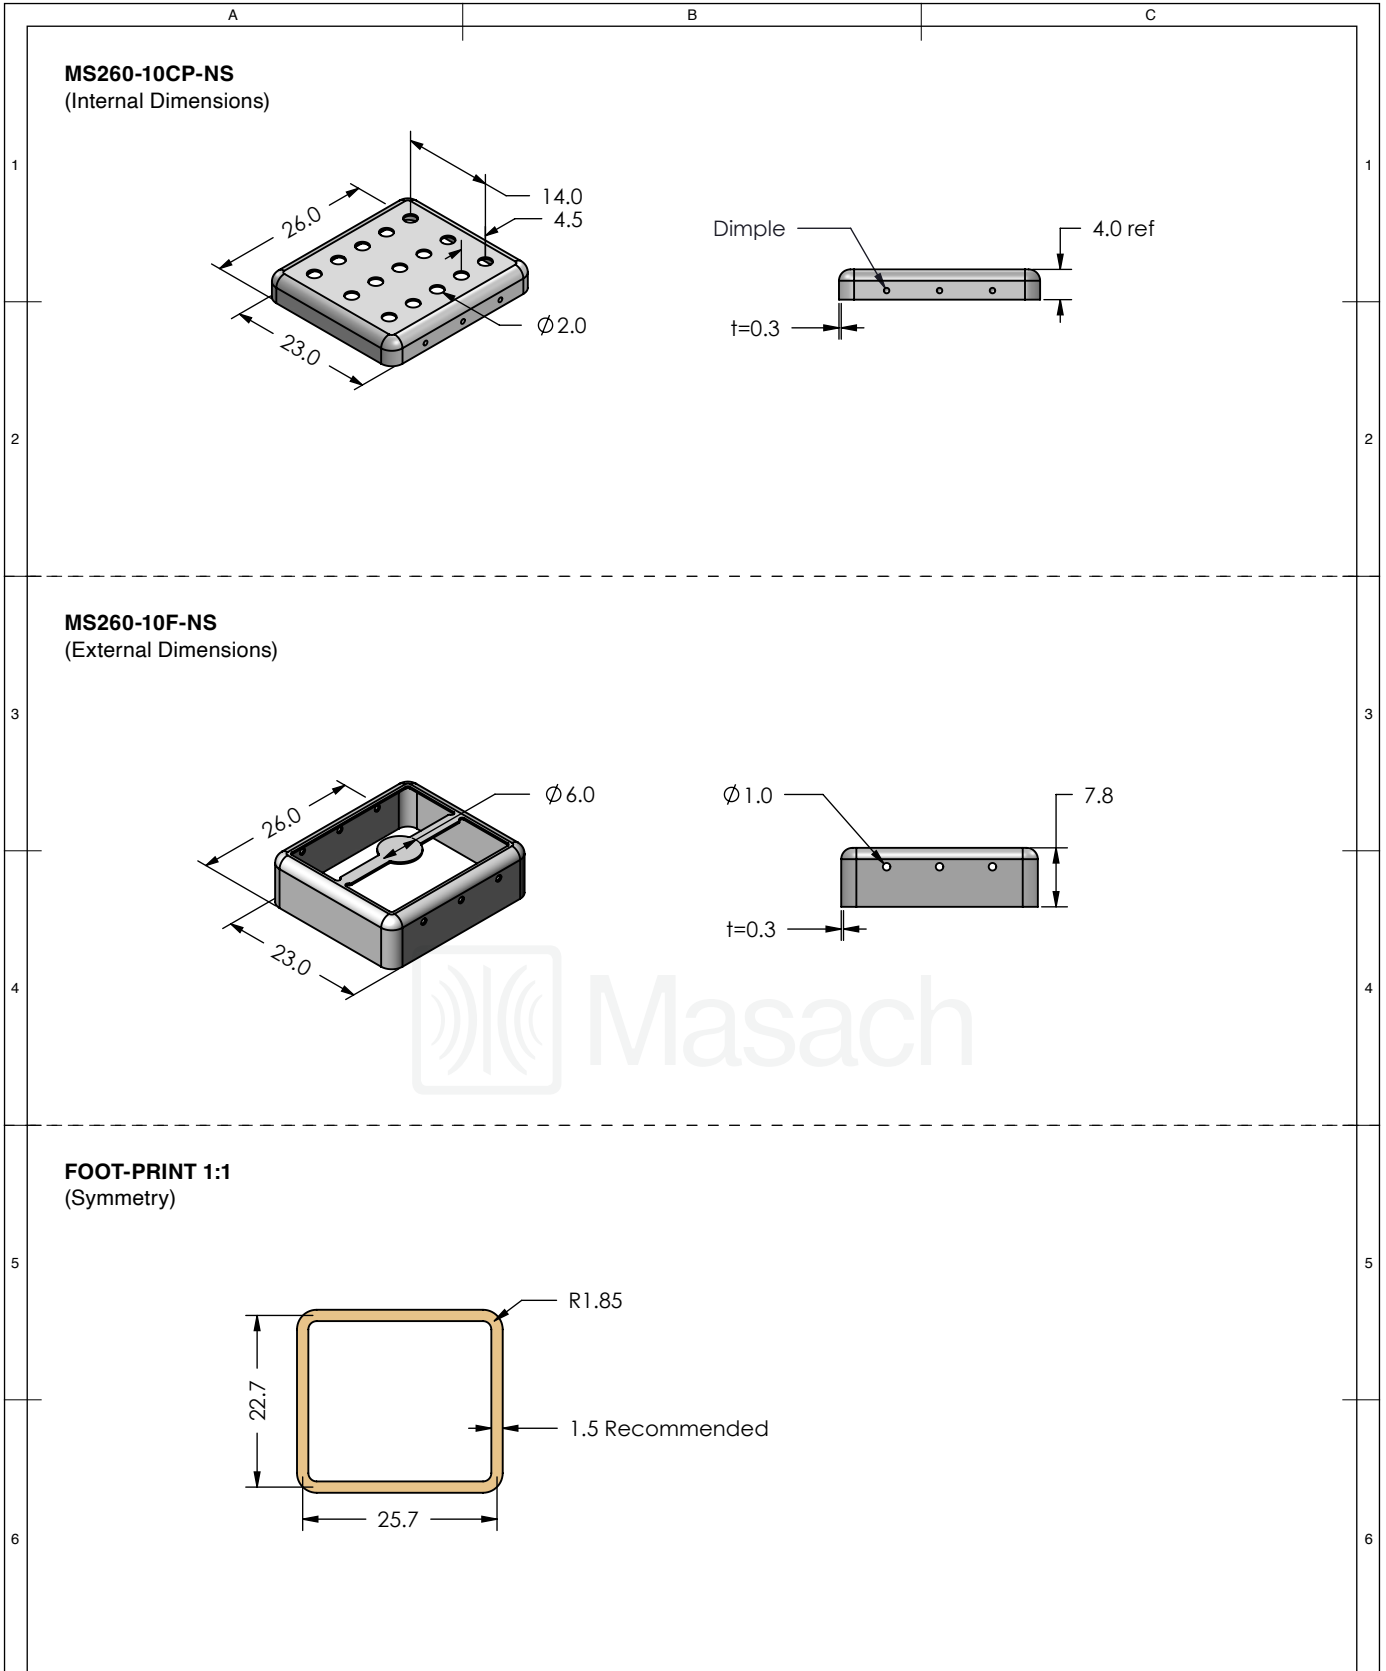 A B C
MS260-10CP-NS
(Internal Dimensions)
1 1
14.0
26.0
4.5
Dimple
4.0 ref
∅2.0
t=0.3
23.0
2 2
MS260-10F-NS
(External Dimensions)
3 3
∅6.0
26.0
∅1.0
7.8
t=0.3
23.0
4 4
Masach
FOOT-PRINT 1:1
(Symmetry)
5 5
R1.85
22.7
1.5 Recommended
25.7
6 6